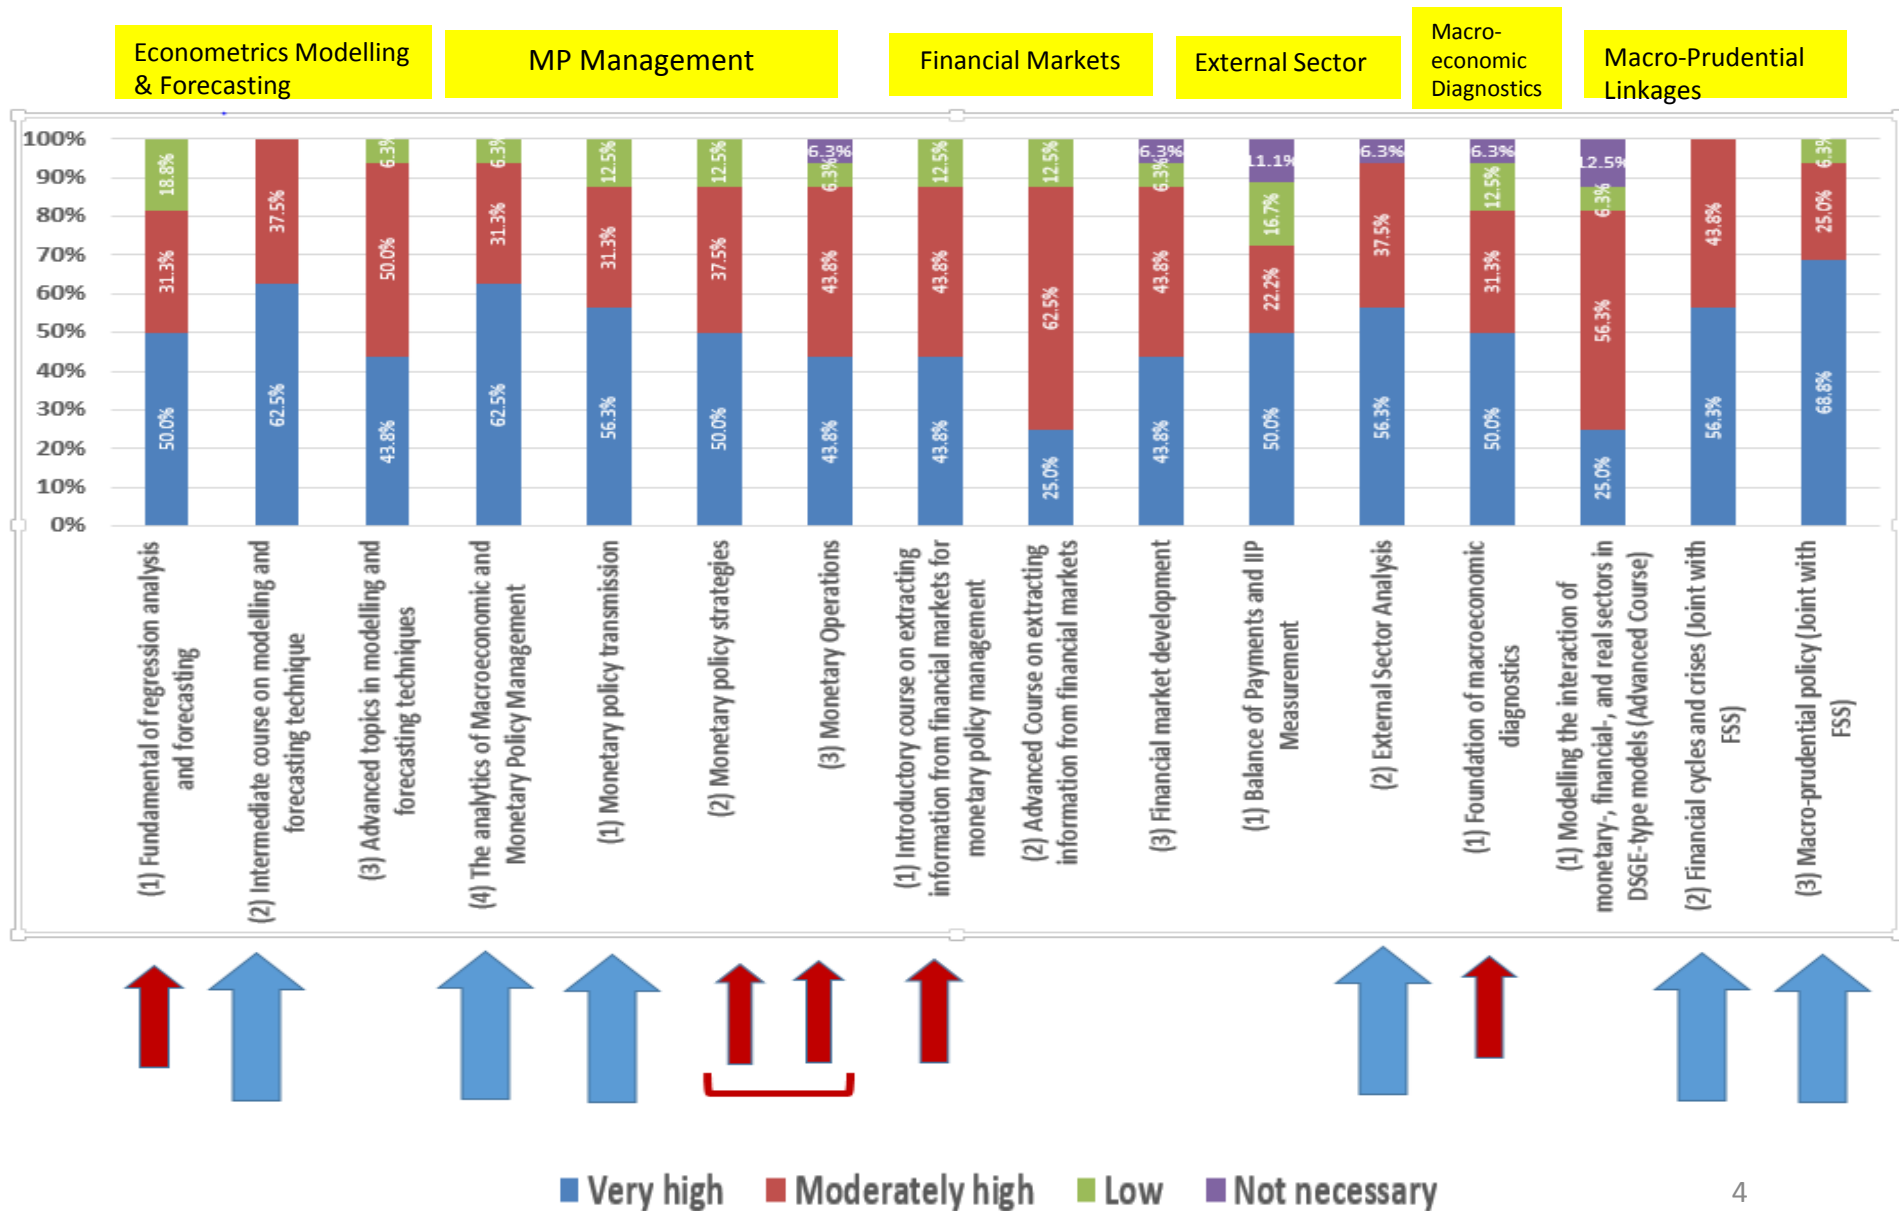 Econometrics Modelling
& Forecasting
MP Management
Financial Markets
External Sector
Macro-
economic
Diagnostics
Macro-Prudential
Linkages
100%
90%
80%
70%
60%
50%
40%
30%
20%
10%
0%
18.8%
31.3%
50.0%
37.5%
62.5%
6.3%
50.0%
43.8%
6.3%
31.3%
62.5%
12.5%
31.3%
56.3%
12.5%
37.5%
50.0%
6.3%
6.3%
43.8%
43.8%
12.5%
43.8%
43.8%
12.5%
62.5%
25.0%
6.3%
6.3%
43.8%
43.8%
11.1%
16.7%
22.2%
50.0%
6.3%
37.5%
56.3%
6.3%
12.5%
31.3%
50.0%
12.5%
6.3%
56.3%
25.0%
43.8%
56.3%
6.3%
25.0%
68.8%
(1) Fundamental of regression analysis
and forecasting
(2) Intermediate course on modelling and
forecasting technique
(3) Advanced topics in modelling and
forecasting techniques
(4) The analytics of Macroeconomic and
Monetary Policy Management
(1) Monetary policy transmission
(2) Monetary policy strategies
(3) Monetary Operations
(1) Introductory course on extracting
information from financial markets for
monetary policy management
(2) Advanced Course on extracting
information from financial markets
(3) Financial market development
(1) Balance of Payments and IIP
Measurement
(2) External Sector Analysis
(1) Foundation of macroeconomic
diagnostics
(1) Modelling the interaction of
monetary-, financial-, and real sectors in
DSGE-type models (Advanced Course)
(2) Financial cycles and crises (Joint with
FSS)
(3) Macro-prudential policy (Joint with
FSS)
Very high
Moderately high
Low
Not necessary
4